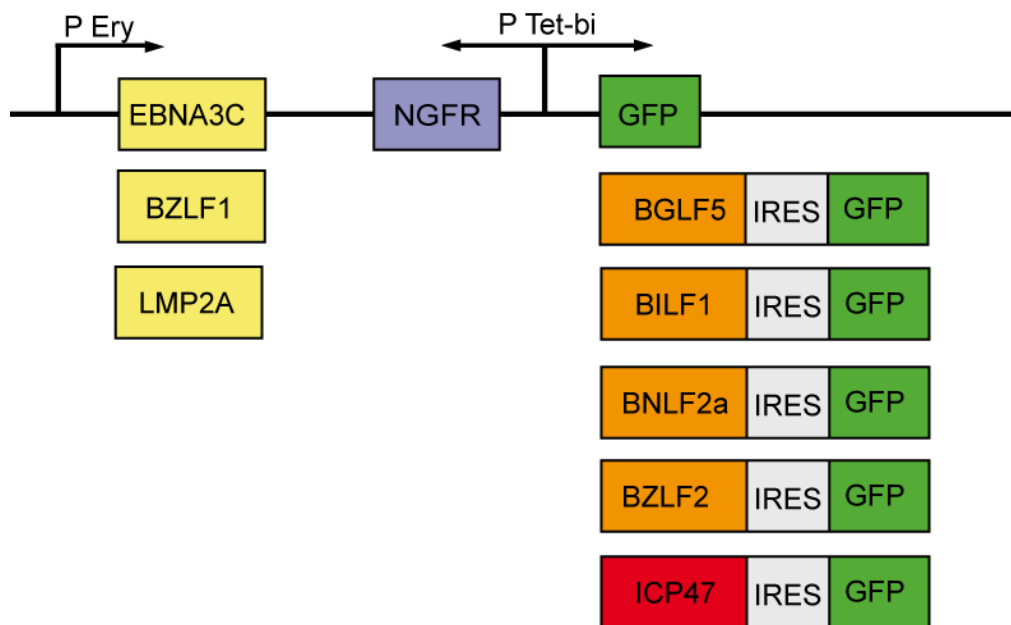 P Ery
P Tet-bi
EBNA3C NGFR GFP
BZLF1 BGLF5 IRES GFP
LMP2A BILF1 IRES GFP
BNLF2a IRES GFP
BZLF2 IRES GFP
ICP47 IRES GFP